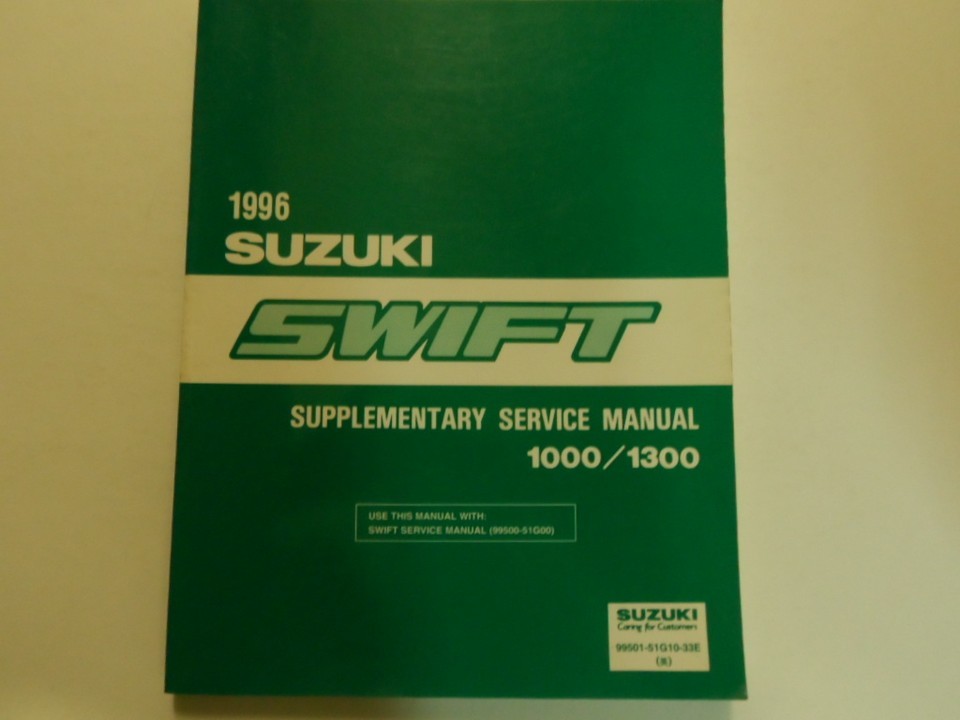 1996
SUZUKI
SWIFT
SUPPLEMENTARY SERVICE MANUAL
1000/1300
USE THIS MANUAL WITH:
SWIFT SERVICE MANUAL (99500-51G00)
SUZUKI
Caring for Customers
99501-51G10-33E
(英)